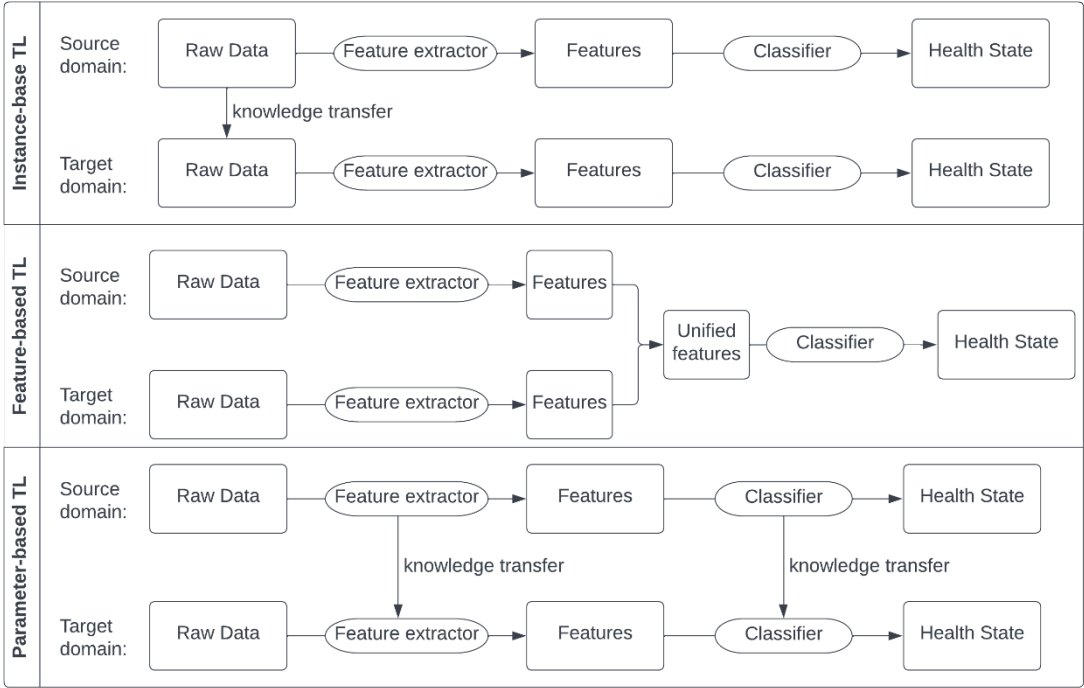 Instance-base TL
Source
domain:
Raw Data
Feature extractor
Features
Classifier
Health State
knowledge transfer
Target
domain:
Raw Data
Feature extractor
Features
Classifier
Health State
Feature-based TL
Source
domain:
Raw Data
Feature extractor
Features
Unified
features
Classifier
Health State
Target
domain:
Raw Data
Feature extractor
Features
Parameter-based TL
Source
domain:
Raw Data
Feature extractor
Features
Classifier
Health State
knowledge transfer
knowledge transfer
Target
domain:
Raw Data
Feature extractor
Features
Classifier
Health State